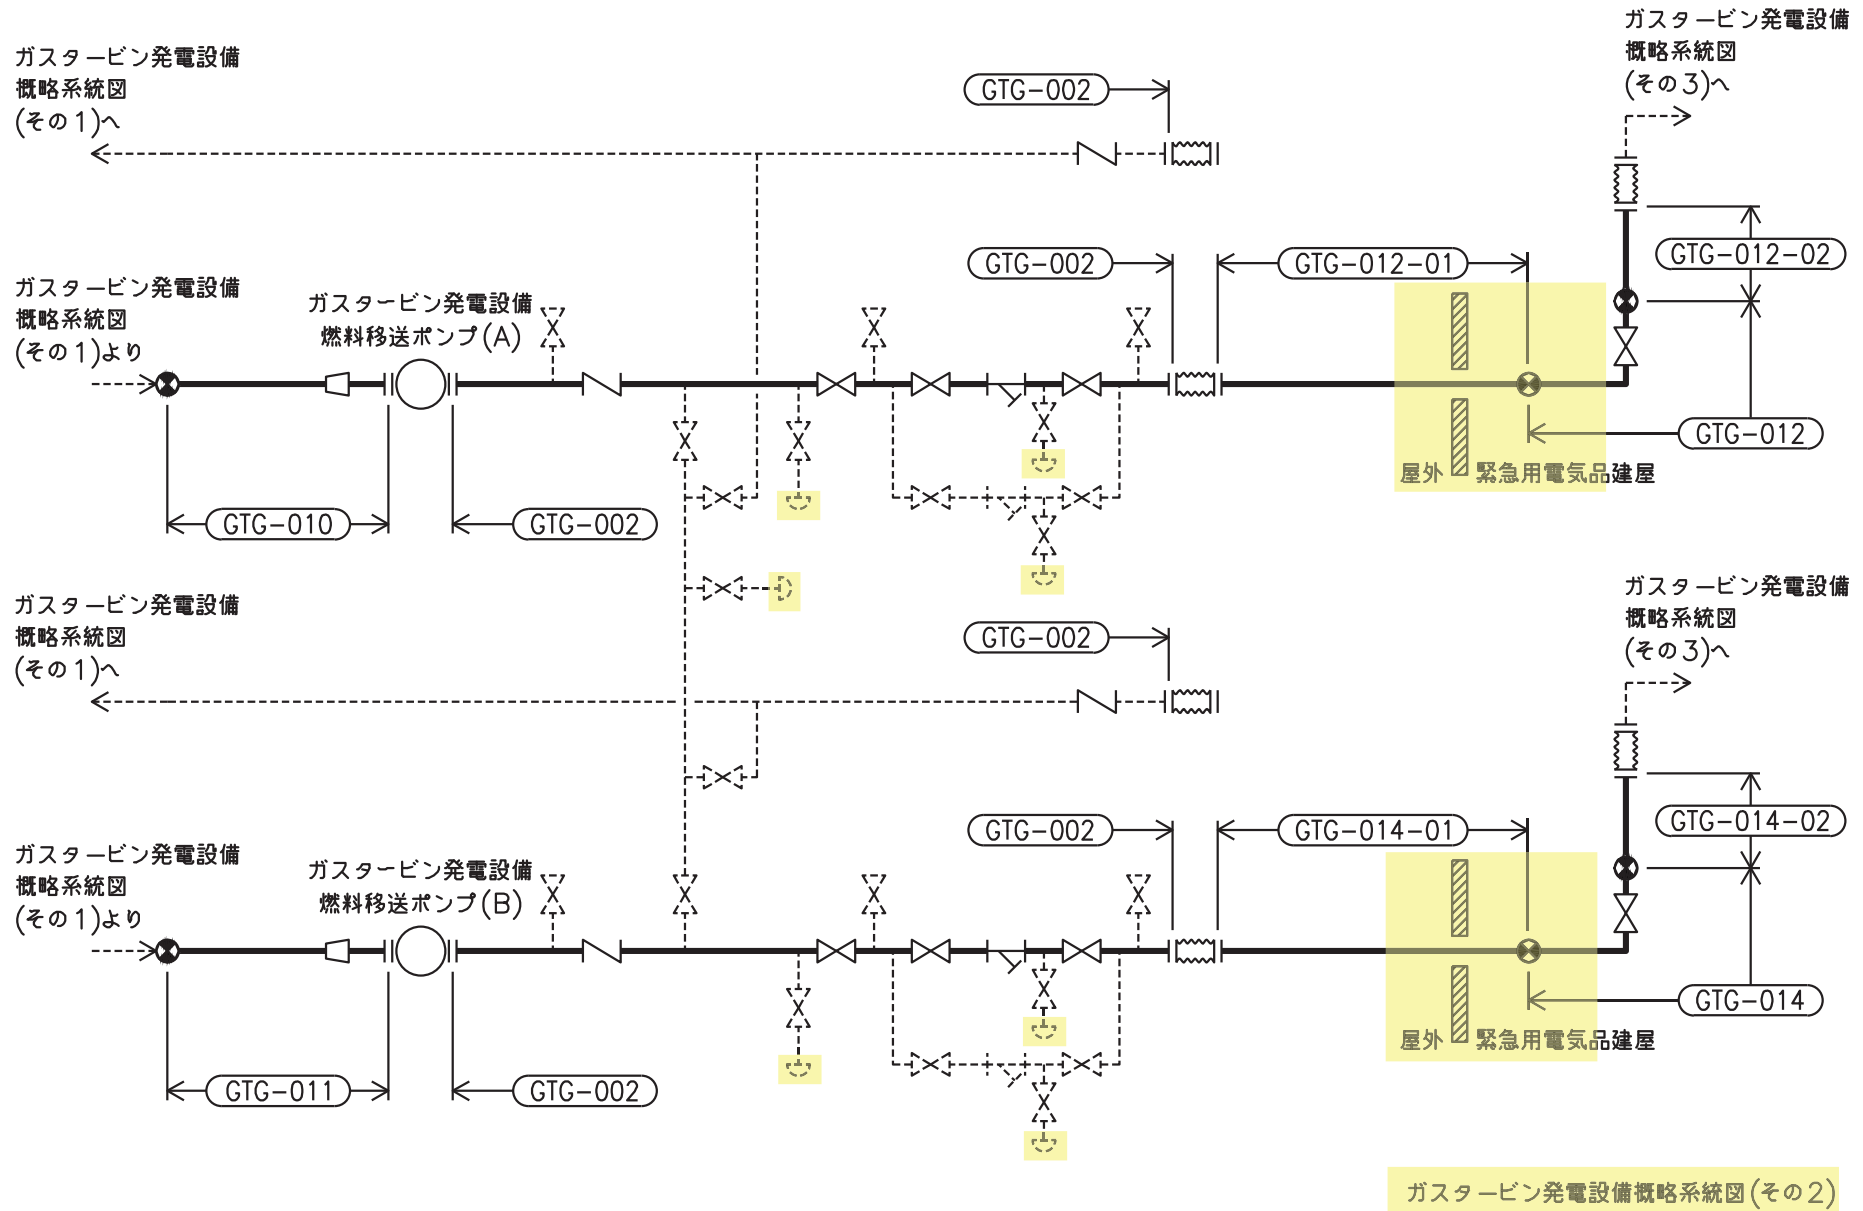 ガスタービン発電設備
概略系統図
(その3)へ
ガスタービン発電設備
概略系統図
(その1)へ
GTG-002
GTG-012-02
GTG-002
GTG-012-01
ガスタービン発電設備
概略系統図
(その1)より
ガスタービン発電設備
燃料移送ポンプ(A)
GTG-012
屋外
緊急用電気品建屋
GTG-010
GTG-002
ガスタービン発電設備
概略系統図
(その3)へ
ガスタービン発電設備
概略系統図
(その1)へ
GTG-002
GTG-014-02
GTG-002
GTG-014-01
ガスタービン発電設備
概略系統図
(その1)より
ガスタービン発電設備
燃料移送ポンプ(B)
GTG-014
屋外
緊急用電気品建屋
GTG-011
GTG-002
ガスタービン発電設備概略系統図(その2)